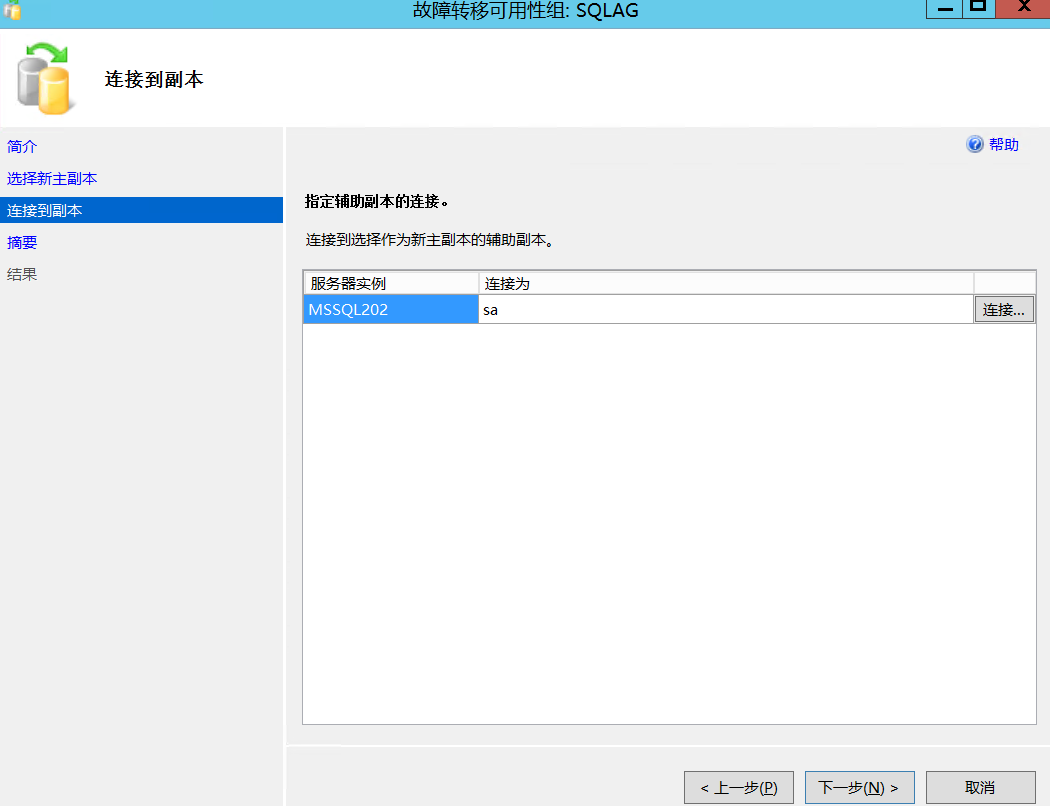 故障转移可用性组: SQLAG
连接到副本
简介
选择新主副本
连接到副本
摘要
结果
帮助
指定辅助副本的连接。
连接到选择作为新主副本的辅助副本。
服务器实例 连接为
MSSQL202 sa 连接...
< 上一步(P) 下一步(N) > 取消